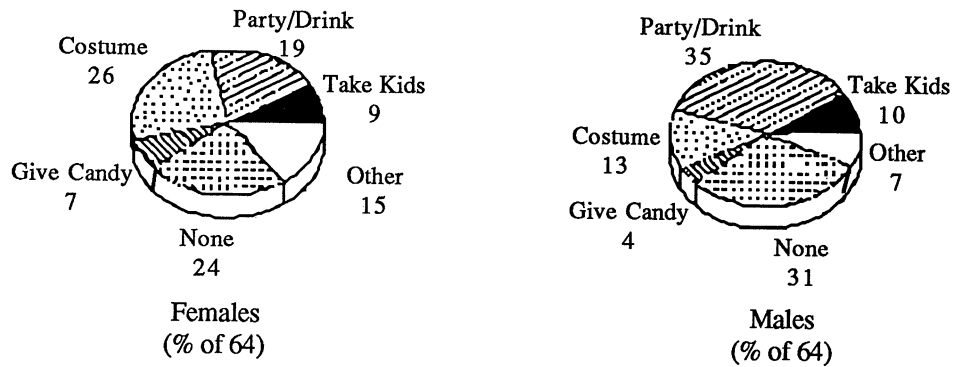 Party/Drink
19
Costume
26
Take Kids
9
Give Candy
7
Other
15
None
24
Females
(% of 64)
Party/Drink
35
Take Kids
10
Costume
13
Other
7
Give Candy
4
None
31
Males
(% of 64)